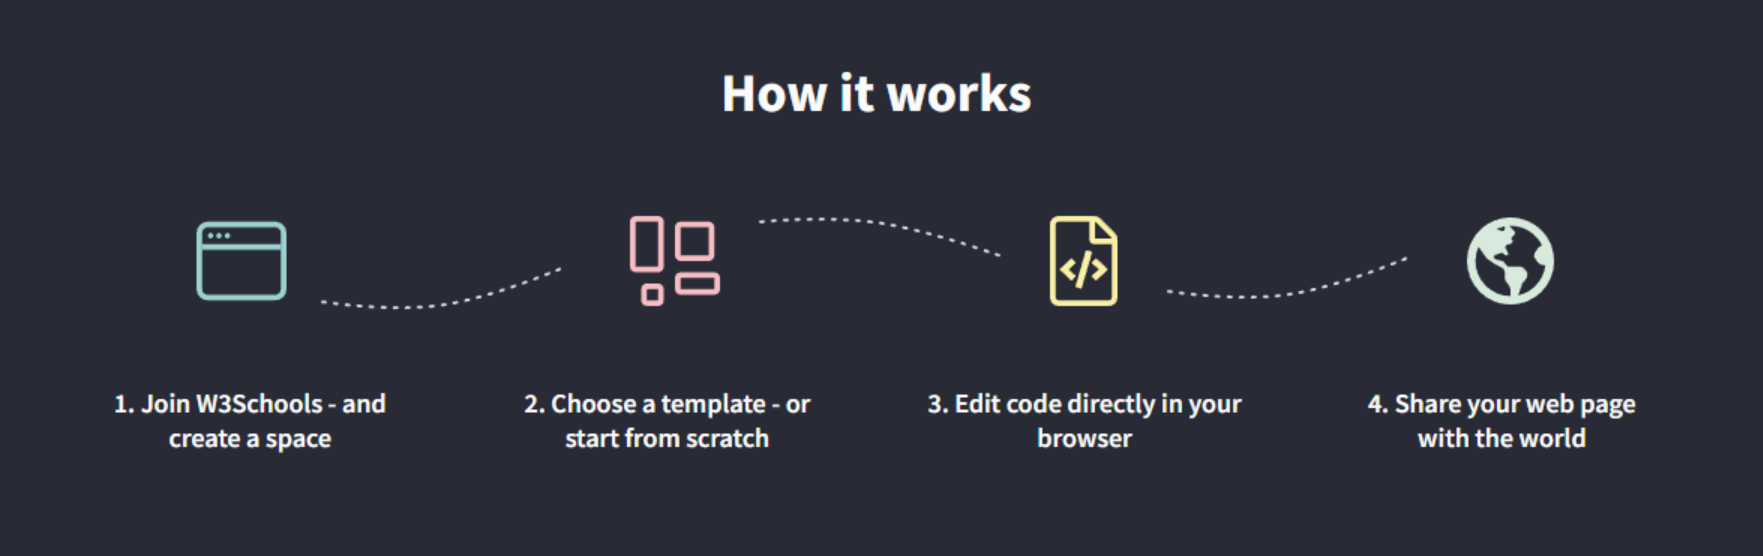 How it works
1. Join W3Schools - and
create a space
2. Choose a template - or
start from scratch
</>
3. Edit code directly in your
browser
4. Share your web page
with the world